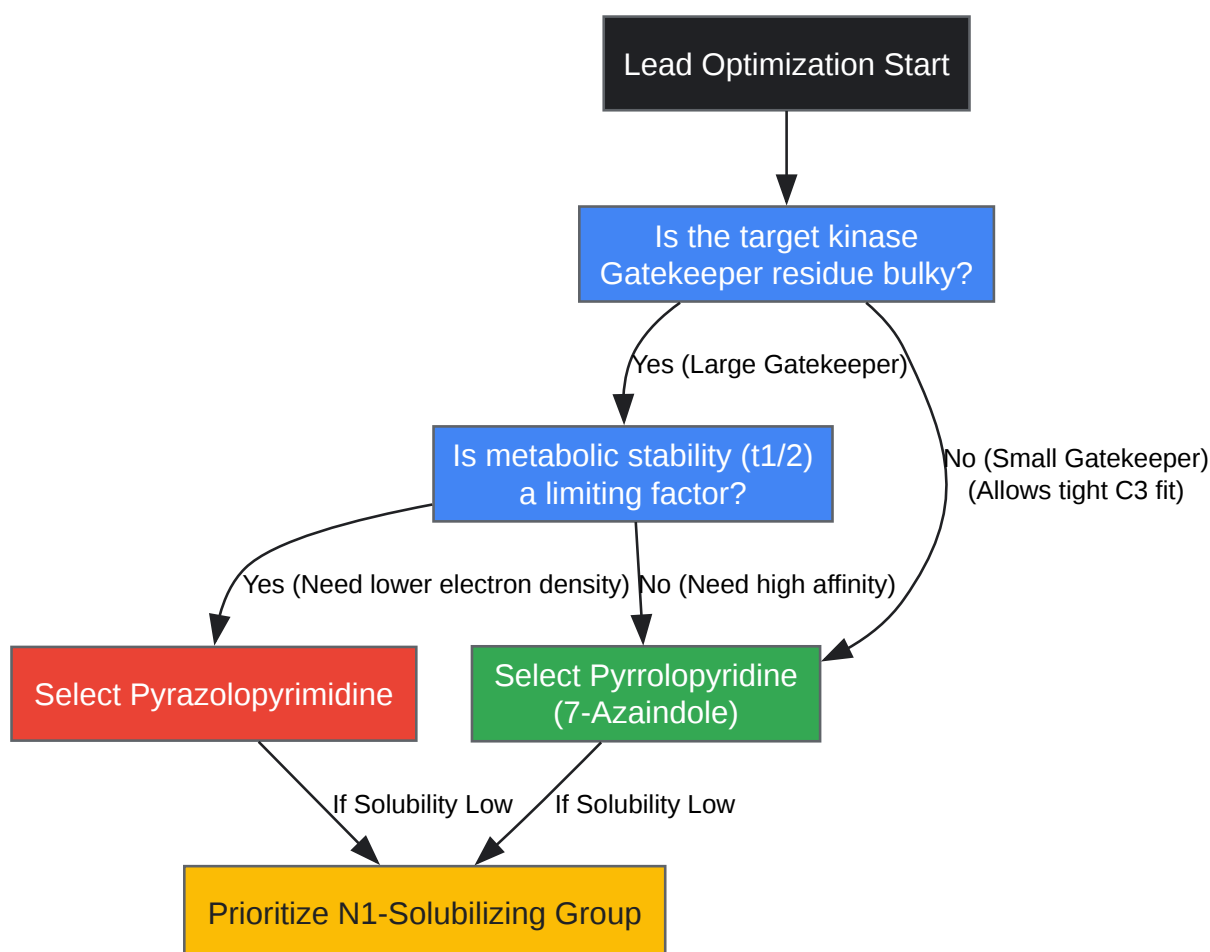 Lead Optimization Start
Is the target kinase
Gatekeeper residue bulky?
Yes (Large Gatekeeper)
No (Small Gatekeeper)
(Allows tight C3 fit)
Is metabolic stability (t1/2)
a limiting factor?
Yes (Need lower electron density)
No (Need high affinity)
Select Pyrazolopyrimidine
Select Pyrrolopyridine
(7-Azaindole)
If Solubility Low
If Solubility Low
Prioritize N1-Solubilizing Group